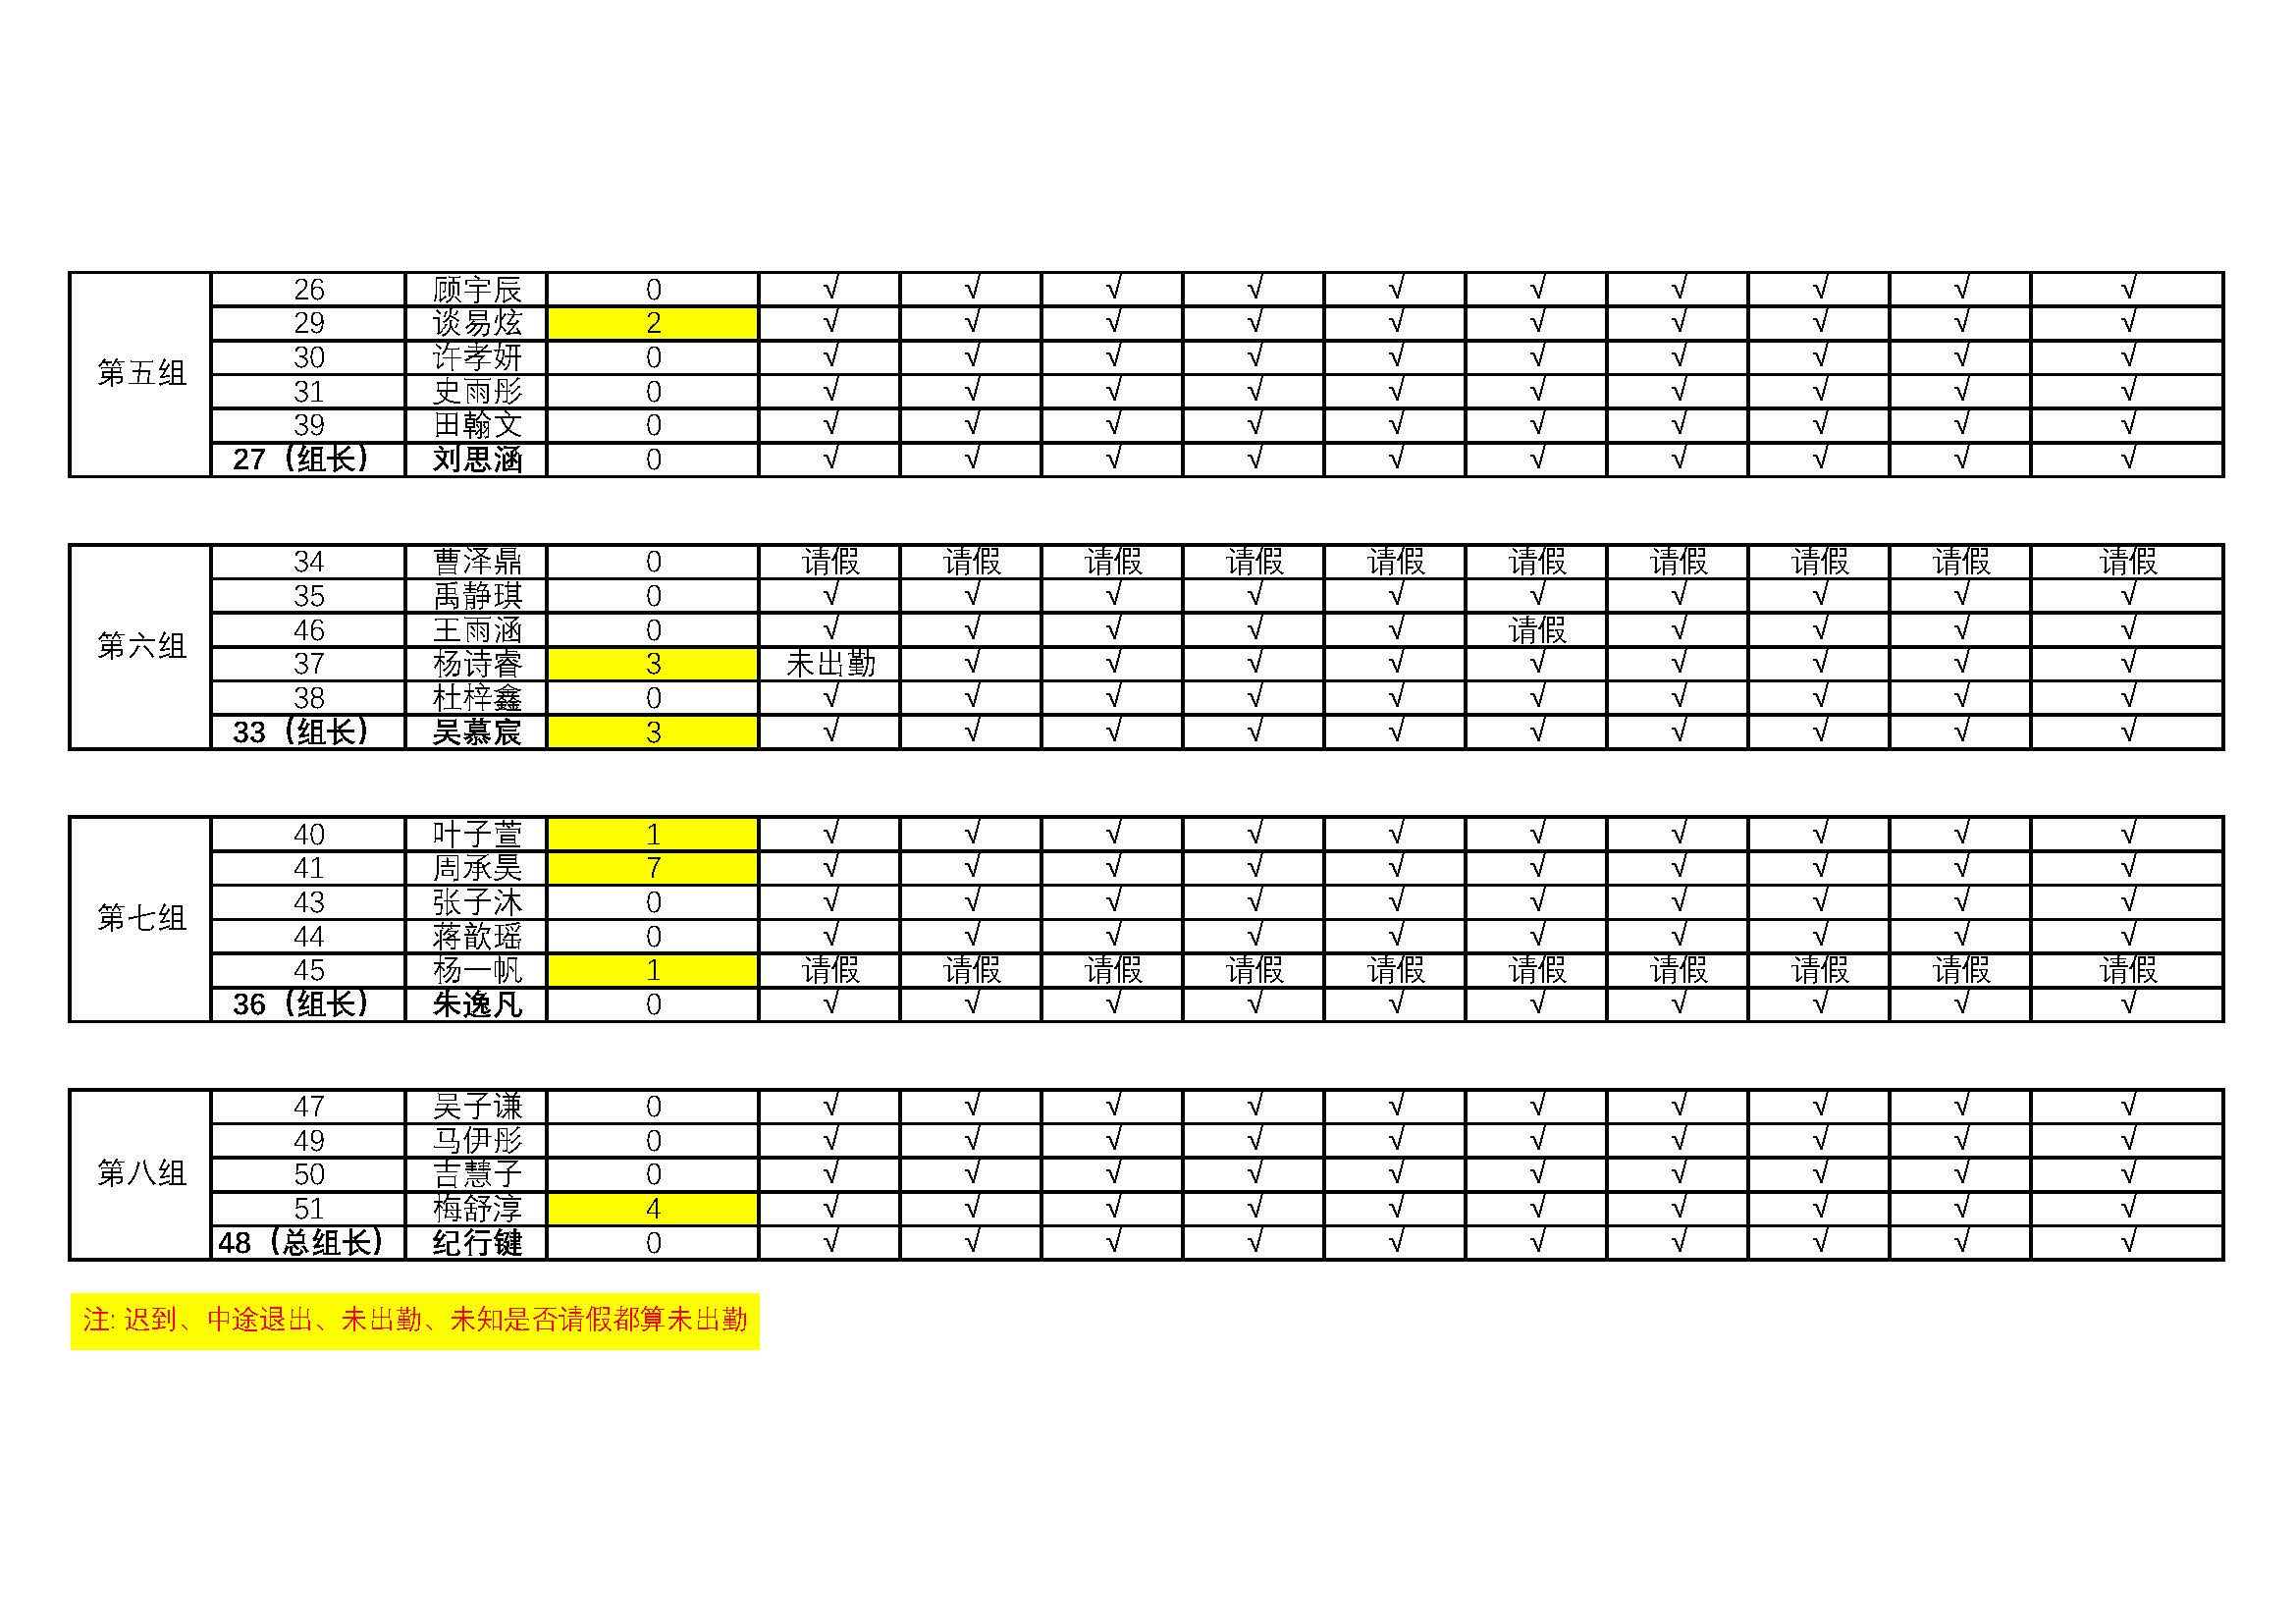 第五组
26 顾宇辰 0 √ √ √ √ √ √ √ √ √ √
29 谈易炫 2 √ √ √ √ √ √ √ √ √ √
30 许孝妍 0 √ √ √ √ √ √ √ √ √ √
31 史雨彤 0 √ √ √ √ √ √ √ √ √ √
39 田翰文 0 √ √ √ √ √ √ √ √ √ √
27（组长） 刘思涵 0 √ √ √ √ √ √ √ √ √ √
第六组
34 曹泽鼎 0 请假 请假 请假 请假 请假 请假 请假 请假 请假 请假
35 禹静琪 0 √ √ √ √ √ √ √ √ √ √
46 王雨涵 0 √ √ √ √ √ 请假 √ √ √ √
37 杨诗睿 3 未出勤 √ √ √ √ √ √ √ √ √
38 杜梓鑫 0 √ √ √ √ √ √ √ √ √ √
33（组长） 吴慕宸 3 √ √ √ √ √ √ √ √ √ √
第七组
40 叶子萱 1 √ √ √ √ √ √ √ √ √ √
41 周承昊 7 √ √ √ √ √ √ √ √ √ √
43 张子沐 0 √ √ √ √ √ √ √ √ √ √
44 蒋歆瑶 0 √ √ √ √ √ √ √ √ √ √
45 杨一帆 1 请假 请假 请假 请假 请假 请假 请假 请假 请假 请假
36（组长） 朱逸凡 0 √ √ √ √ √ √ √ √ √ √
第八组
47 吴子谦 0 √ √ √ √ √ √ √ √ √ √
49 马伊彤 0 √ √ √ √ √ √ √ √ √ √
50 吉慧子 0 √ √ √ √ √ √ √ √ √ √
51 梅舒淳 4 √ √ √ √ √ √ √ √ √ √
48（总组长） 纪行键 0 √ √ √ √ √ √ √ √ √ √
注: 迟到、中途退出、未出勤、未知是否请假都算未出勤